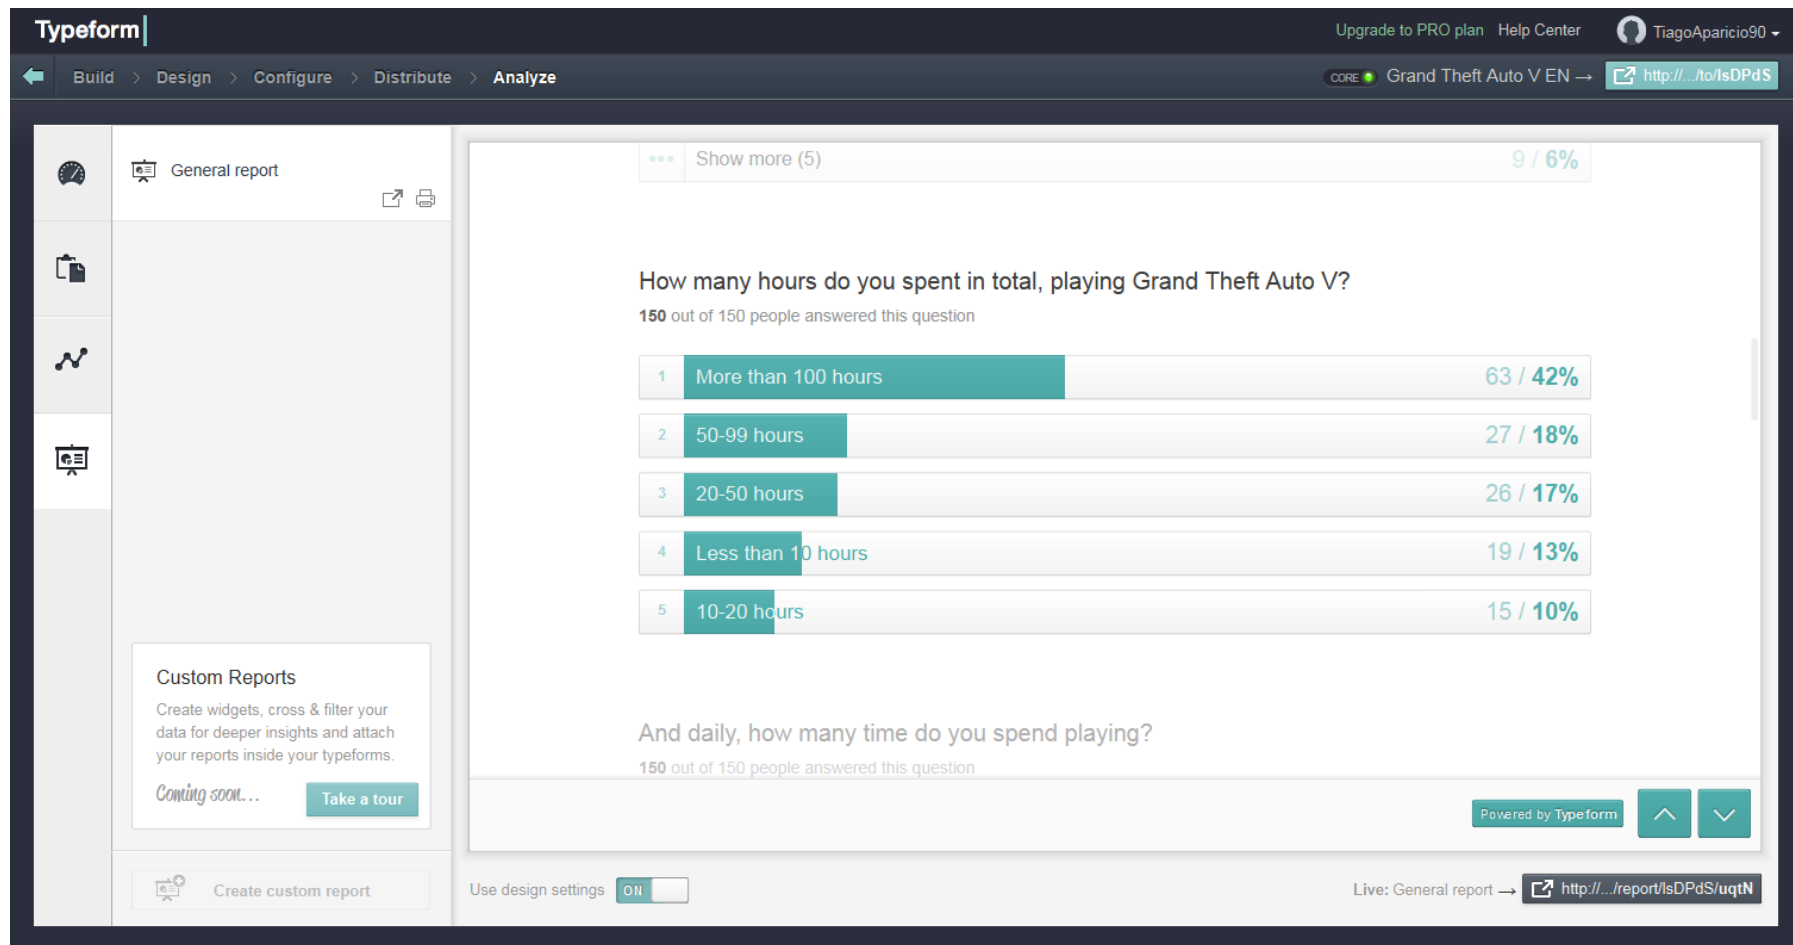 Typeform
Upgrade to PRO plan Help Center TiagoAparicio90
Build > Design > Configure > Distribute > Analyze
CORE Grand Theft Auto V EN → http://.../to/lsDPdS
General report
Show more (5) 9 / 6%
How many hours do you spent in total, playing Grand Theft Auto V?
150 out of 150 people answered this question
1 More than 100 hours 63 / 42%
2 50-99 hours 27 / 18%
3 20-50 hours 26 / 17%
4 Less than 10 hours 19 / 13%
5 10-20 hours 15 / 10%
And daily, how many time do you spend playing?
150 out of 150 people answered this question
Custom Reports
Create widgets, cross & filter your
data for deeper insights and attach
your reports inside your typeforms.
Coming soon...
Take a tour
Powered by Typeform
Create custom report
Use design settings ON
Live: General report → http://.../report/lsDPdS/uqtN